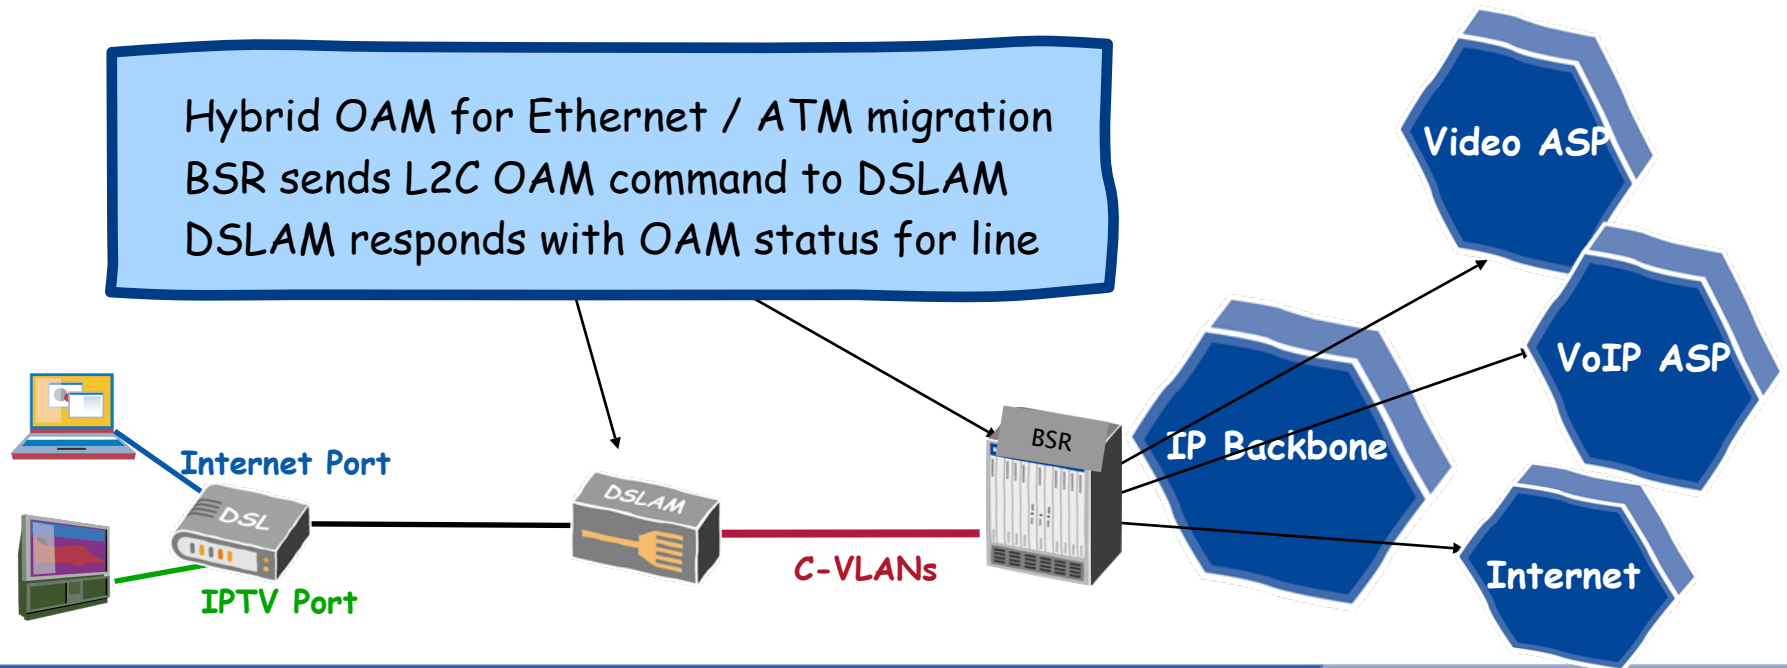 Hybrid OAM for Ethernet / ATM migration
BSR sends L2C OAM command to DSLAM
DSLAM responds with OAM status for line
Video ASP
VoIP ASP
IP Backbone
BSR
Internet Port
DSL
DSLAM
C-VLANs
Internet
IPTV Port